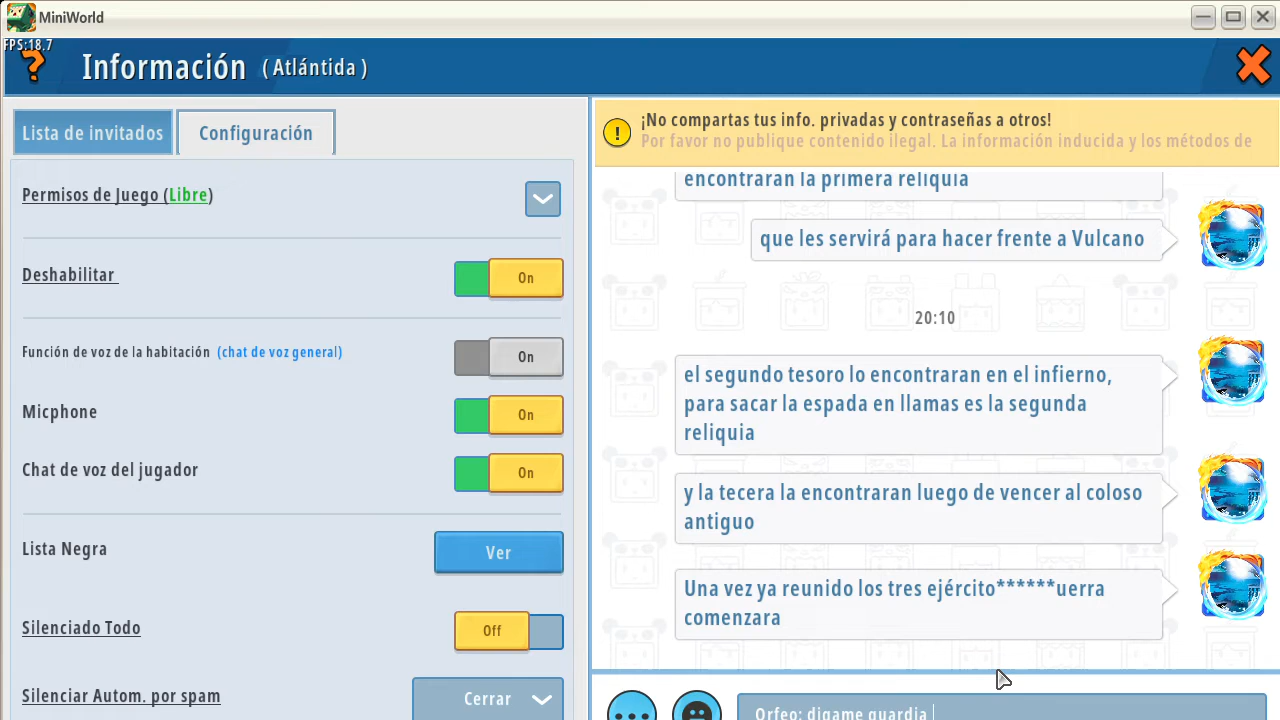 MiniWorld
FPS:18.7
Información ( Atlántida )
Lista de invitados
Configuración
Permisos de Juego (Libre)
Deshabilitar
On
Función de voz de la habitación (chat de voz general)
On
Micphone
On
Chat de voz del jugador
On
Lista Negra
Ver
Silenciado Todo
Off
Silenciar Autom. por spam
Cerrar
¡No compartas tus info. privadas y contraseñas a otros!
Por favor no publique contenido ilegal. La información inducida y los métodos de
encontraran la primera reliquia
que les servirá para hacer frente a Vulcano
20:10
el segundo tesoro lo encontraran en el infierno,
para sacar la espada en llamas es la segunda
reliquia
y la tecera la encontraran luego de vencer al coloso
antiguo
Una vez ya reunido los tres ejército******uerra
comenzara
Orfeo: digame guardia